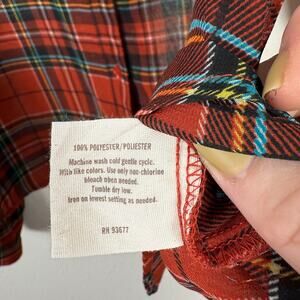 100% POLYESTER/POLIESTER
Machine wash cold gentle cycle.
With like colors. Use only non-chlorine
bleach when needed.
Tumble dry low.
Iron on lowest setting as needed.
RN 93677